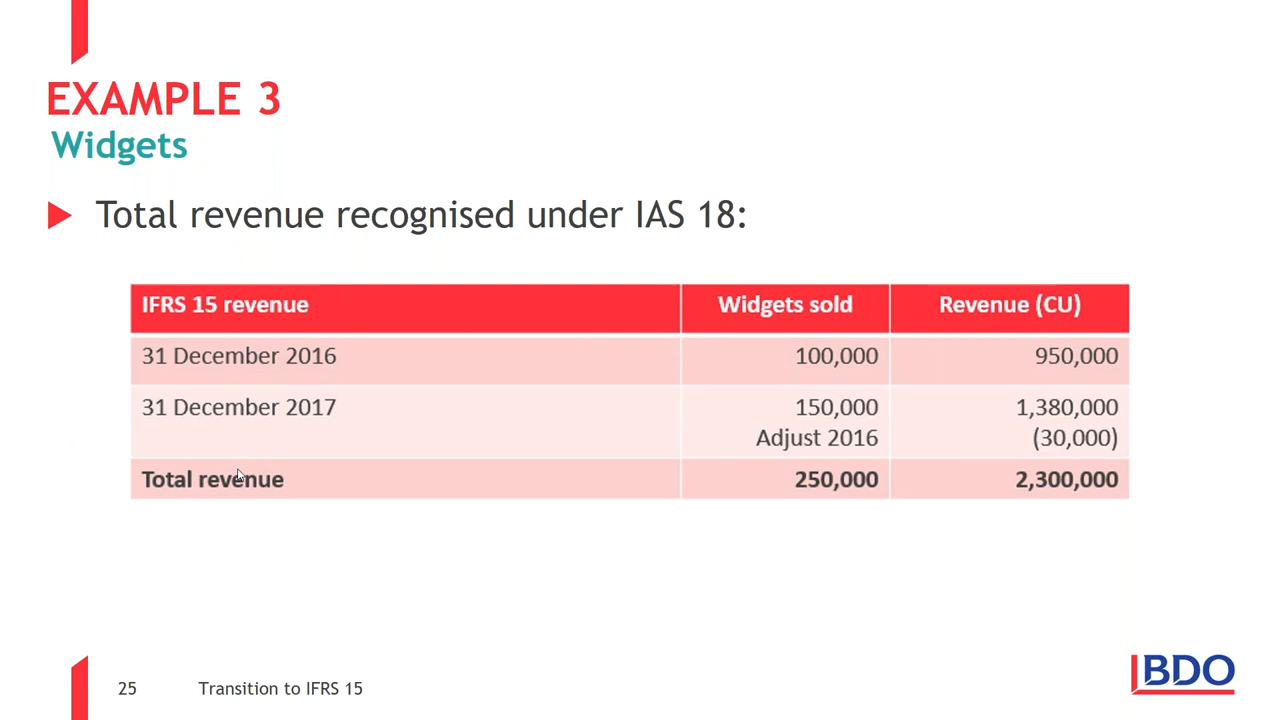 EXAMPLE 3
Widgets
Total revenue recognised under IAS 18:
IFRS 15 revenue Widgets sold Revenue (CU)
31 December 2016 100,000 950,000
31 December 2017 150,000 1,380,000
Adjust 2016 (30,000)
Total revenue 250,000 2,300,000
25 Transition to IFRS 15
BDO